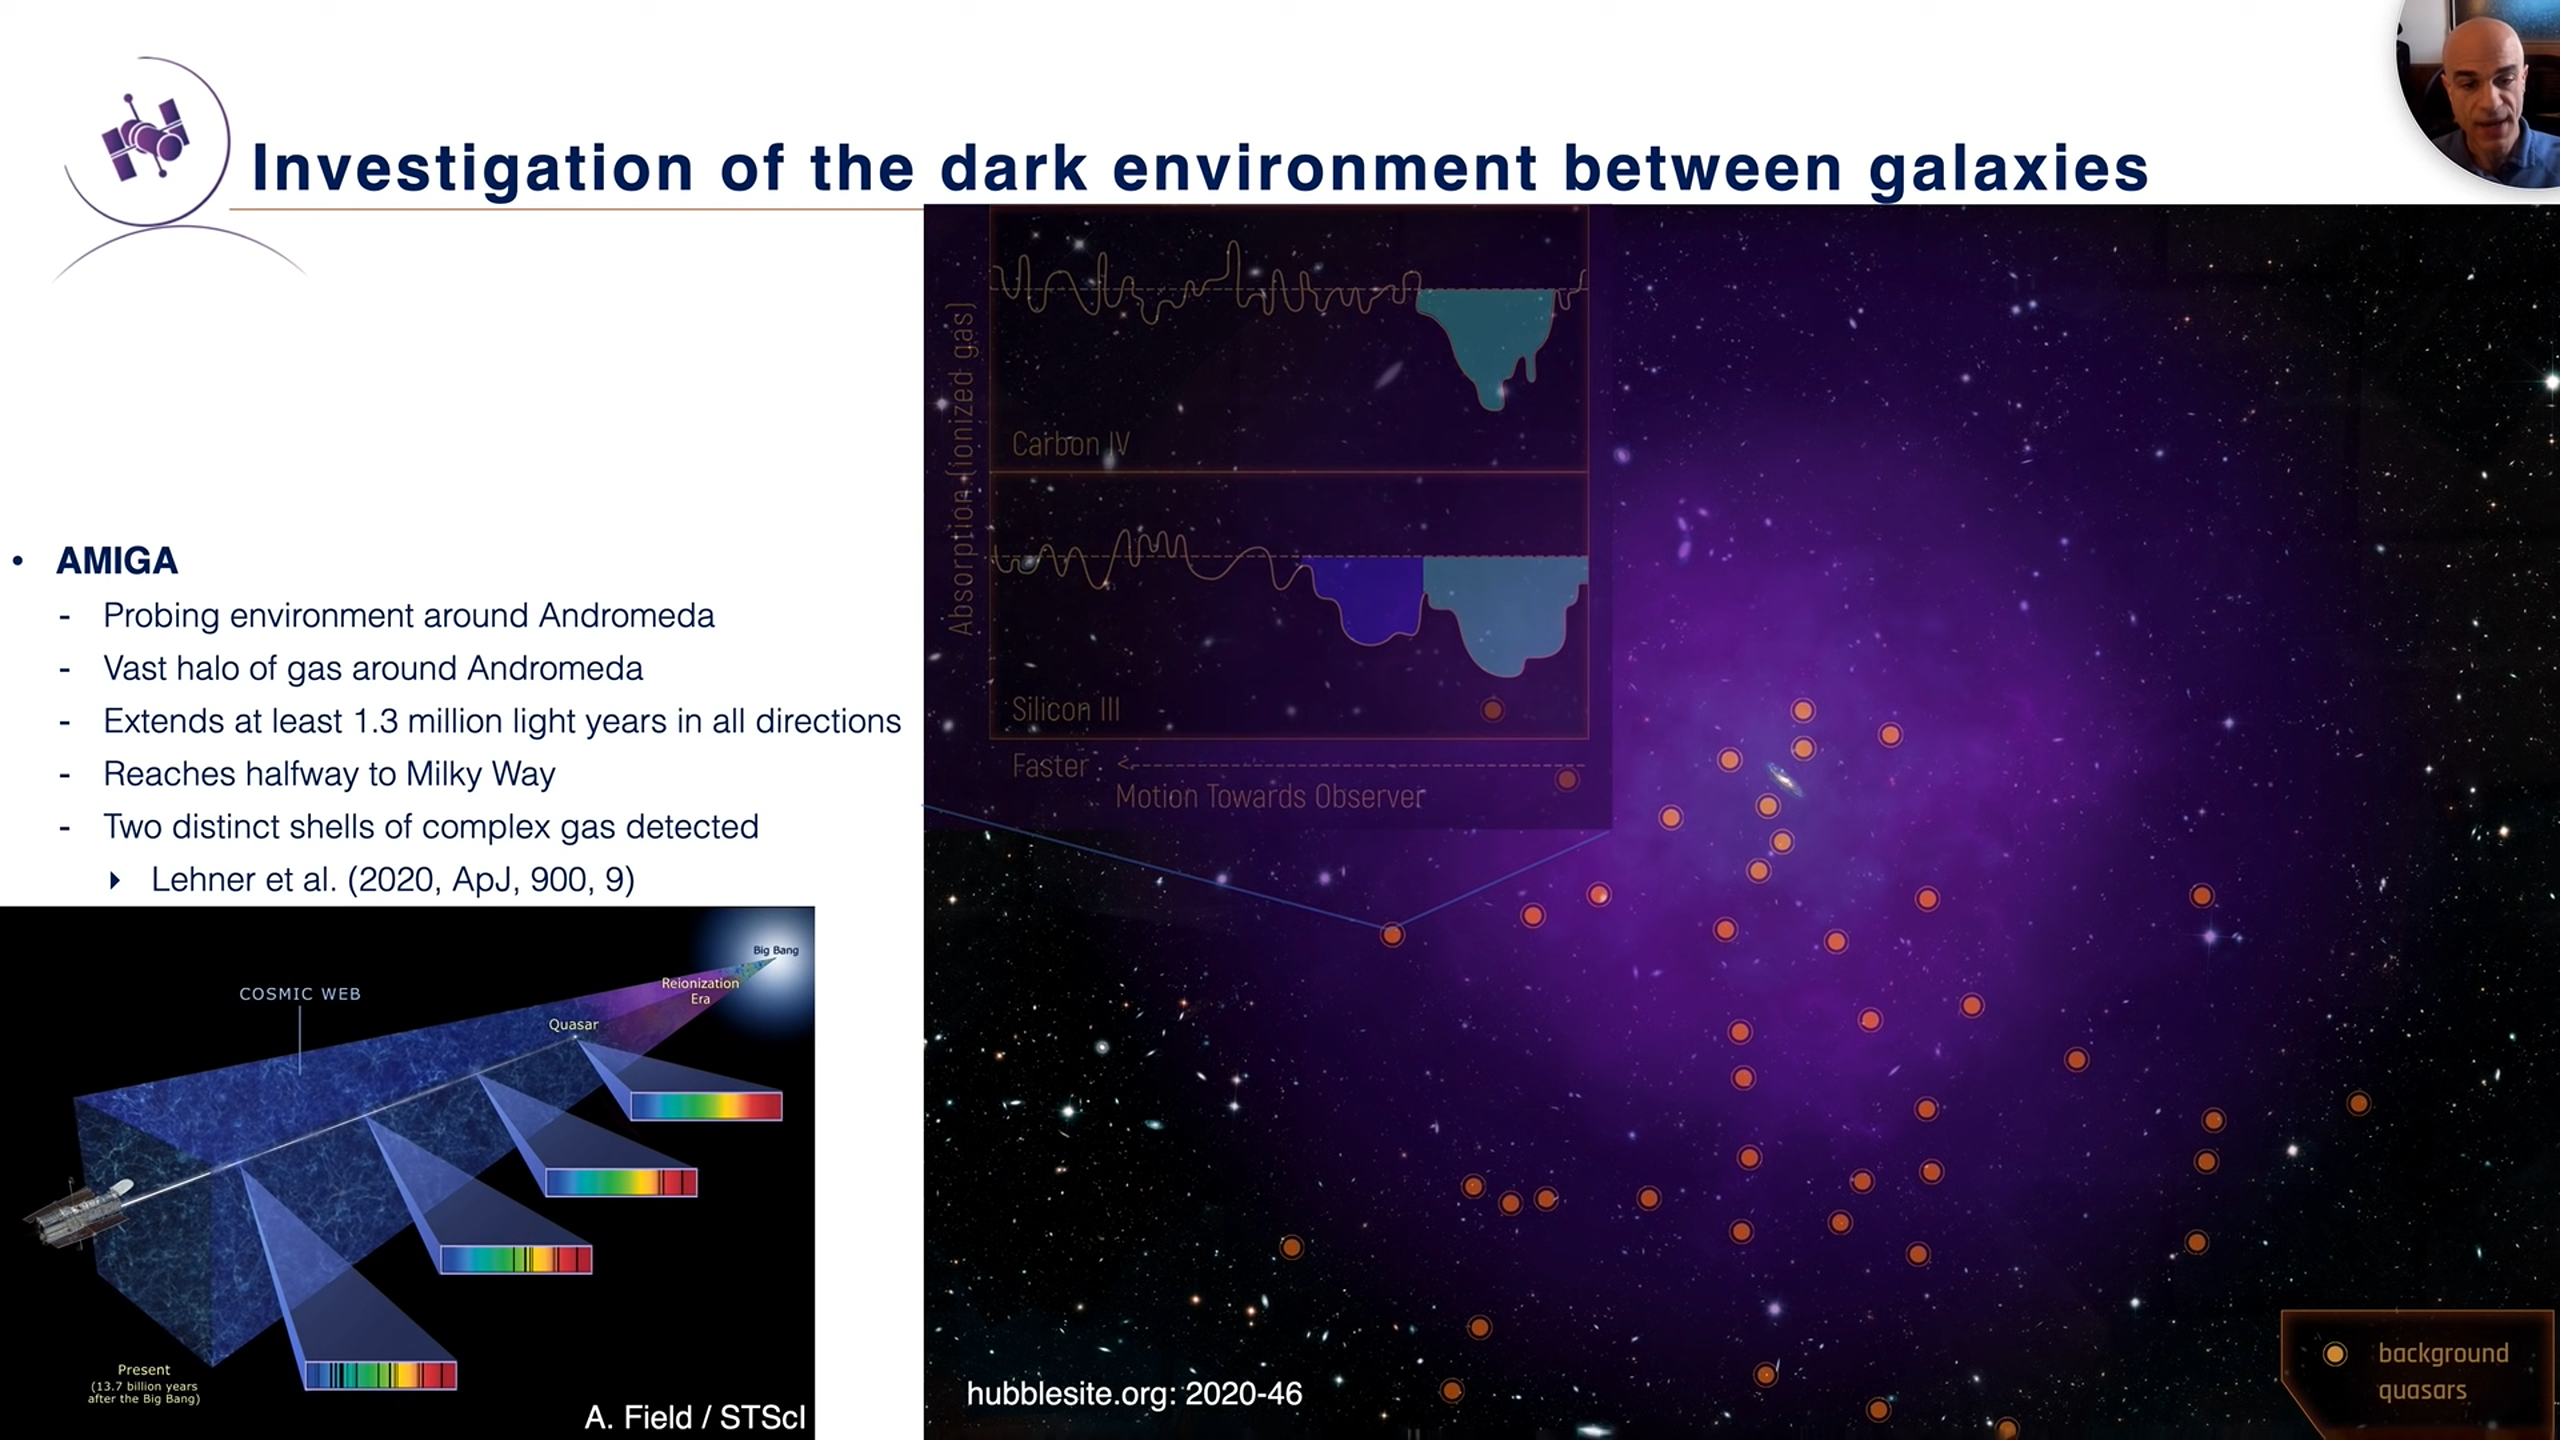 Investigation of the dark environment between galaxies
• AMIGA
- Probing environment around Andromeda
- Vast halo of gas around Andromeda
- Extends at least 1.3 million light years in all directions
- Reaches halfway to Milky Way
- Two distinct shells of complex gas detected
‣ Lehner et al. (2020, ApJ, 900, 9)
Big Bang
Reionization
Era
COSMIC WEB
Quasar
Present
(13.7 billion years
after the Big Bang)
A. Field / STScI
Absorption (ionized gas)
Carbon IV
Silicon III
Faster
Motion Towards Observer
hubblesite.org: 2020-46
background
quasars